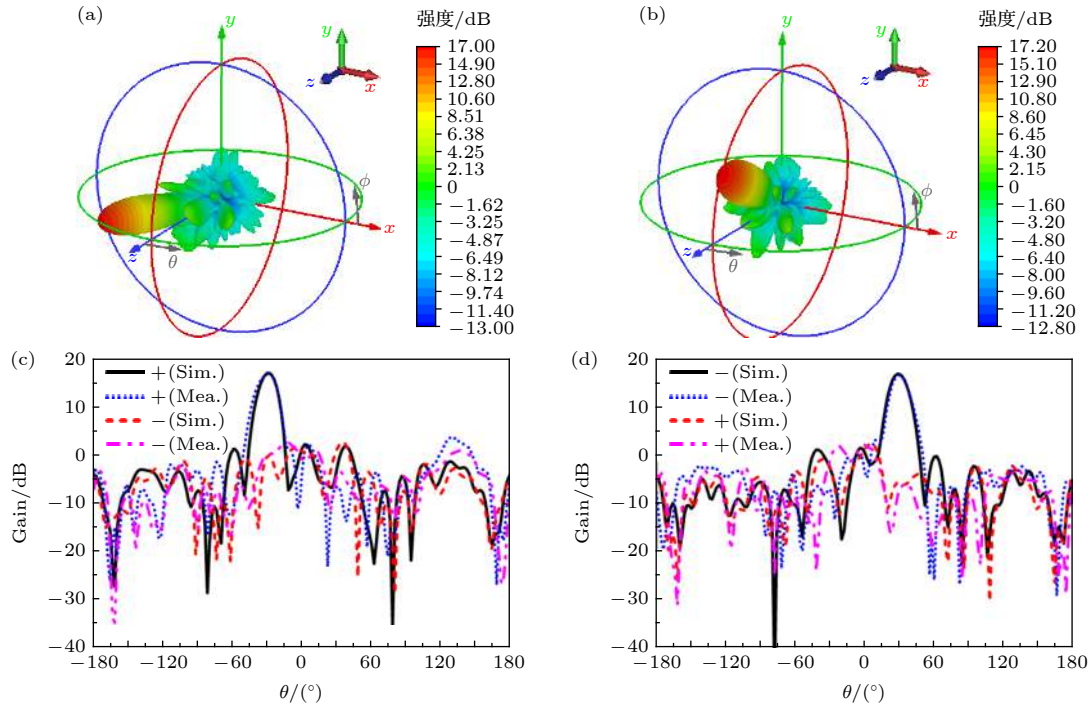 (a)
强度/dB
17.00
14.90
12.80
10.60
8.51
6.38
4.25
2.13
0
−1.62
−3.25
−4.87
−6.49
−8.12
−9.74
−11.40
−13.00
y
y
z
x
ϕ
x
z
θ
(b)
强度/dB
17.20
15.10
12.90
10.80
8.60
6.45
4.30
2.15
0
−1.60
−3.20
−4.80
−6.40
−8.00
−9.60
−11.20
−12.80
y
y
z
x
ϕ
x
z
θ
(c)
+(Sim.)
+(Mea.)
−(Sim.)
−(Mea.)
Gain/dB
20
10
0
−10
−20
−30
−40
−180 −120 −60 0 60 120 180
θ/(°)
(d)
−(Sim.)
−(Mea.)
+(Sim.)
+(Mea.)
Gain/dB
20
10
0
−10
−20
−30
−40
−180 −120 −60 0 60 120 180
θ/(°)